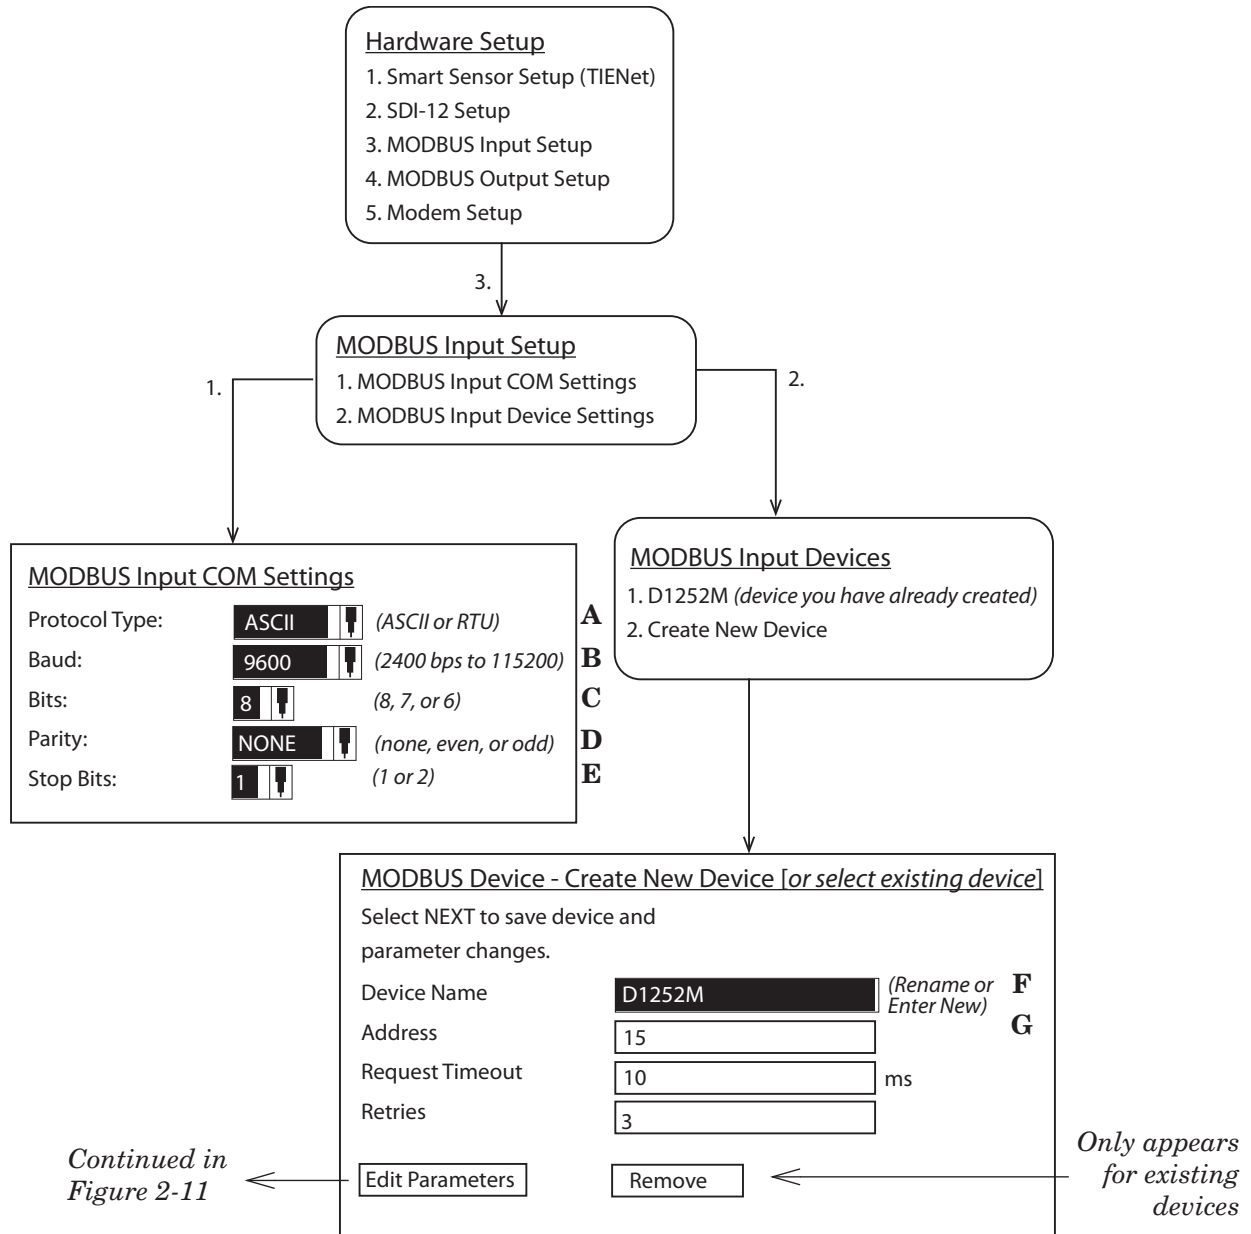 Hardware Setup
1. Smart Sensor Setup (TIENet)
2. SDI-12 Setup
3. MODBUS Input Setup
4. MODBUS Output Setup
5. Modem Setup
3.
MODBUS Input Setup
1. MODBUS Input COM Settings
2. MODBUS Input Device Settings
1.
2.
MODBUS Input COM Settings
Protocol Type: ASCII (ASCII or RTU) A
Baud: 9600 (2400 bps to 115200) B
Bits: 8 (8, 7, or 6) C
Parity: NONE (none, even, or odd) D
Stop Bits: 1 (1 or 2) E
MODBUS Input Devices
1. D1252M (device you have already created)
2. Create New Device
MODBUS Device - Create New Device [or select existing device]
Select NEXT to save device and
parameter changes.
Device Name D1252M (Rename or Enter New) F
Address 15 G
Request Timeout 10 ms
Retries 3
Edit Parameters Remove
Continued in
Figure 2-11
Only appears
for existing
devices